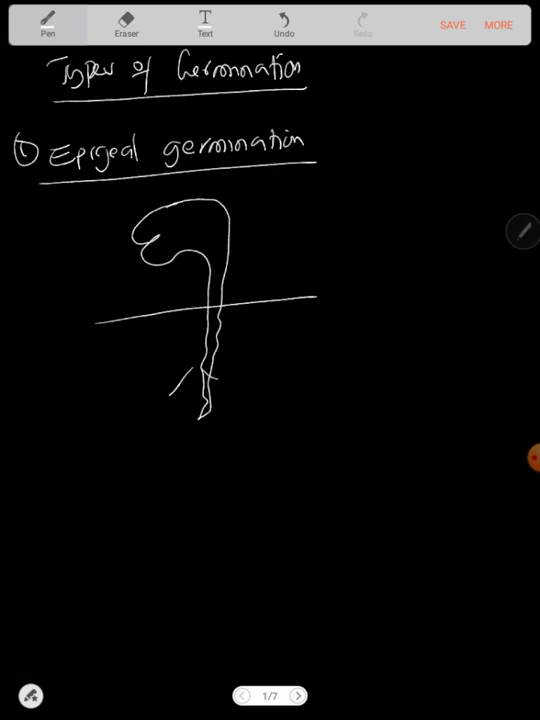 Pen Eraser Text Undo Redo SAVE MORE
Types of Germination
① Epigeal germination
1/7